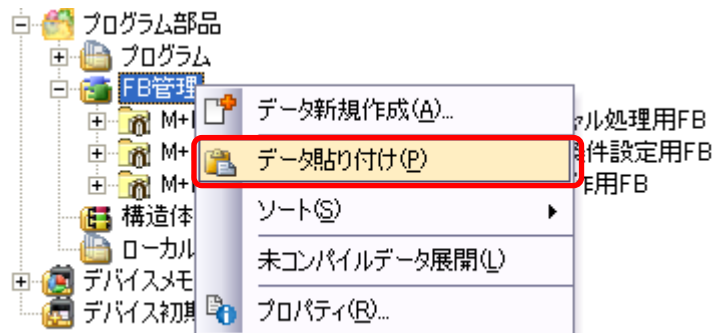 プログラム部品
プログラム
FB管理
データ新規作成(A)...
M+
ャル処理用FB
M+
データ貼り付け(P)
件設定用FB
M+
作用FB
ソート(S)
構造体
ローカル
未コンパイルデータ展開(L)
デバイスメモ
デバイス初期
プロパティ(R)...